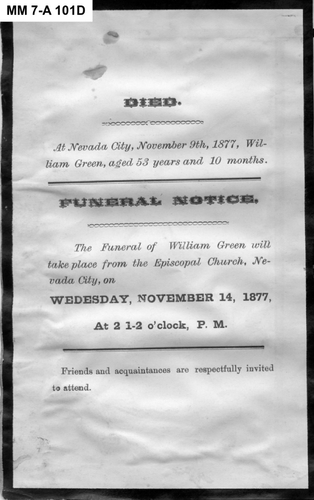 MM 7-A 101D
DIED.
At Nevada City, November 9th, 1877, Wil-
liam Green, aged 53 years and 10 months.
FUNERAL NOTICE.
The Funeral of William Green will
take place from the Episcopal Church, Ne-
vada City, on
WEDESDAY, NOVEMBER 14, 1877,
At 2 1-2 o'clock, P. M.
Friends and acquaintances are respectfully invited
to attend.